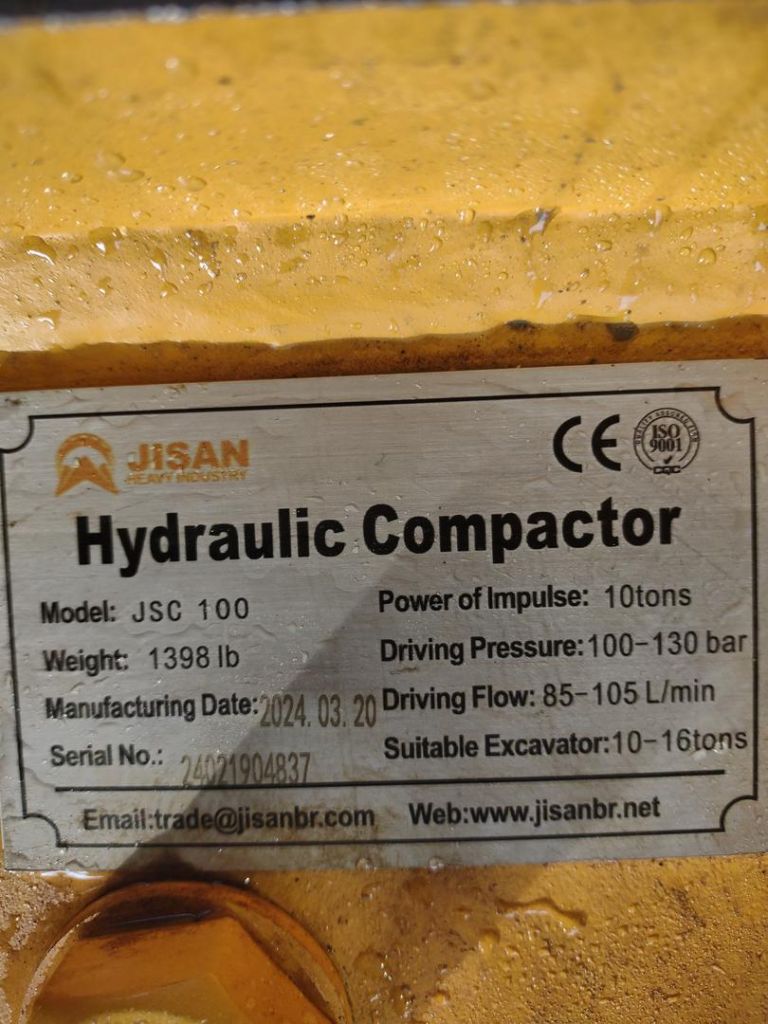 JISAN
HEAVY INDUSTRY
CE
ISO
9001
CQC
Hydraulic Compactor
Model: JSC 100
Weight: 1398 lb
Manufacturing Date: 2024. 03. 20
Serial No.: 24021904837
Power of Impulse: 10tons
Driving Pressure: 100-130 bar
Driving Flow: 85-105 L/min
Suitable Excavator: 10-16tons
Email:trade@jisanbr.com
Web:www.jisanbr.net